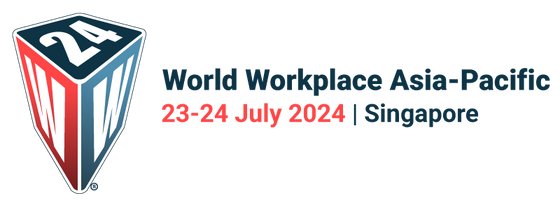 24
W W
®
World Workplace Asia-Pacific
23-24 July 2024 | Singapore